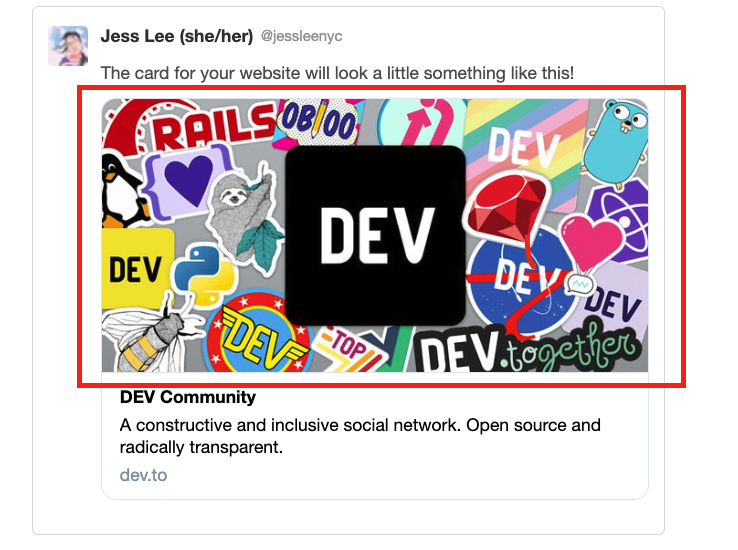 Jess Lee (she/her) @jessleenyc
The card for your website will look a little something like this!
RAILS
DEV
DEV
DEV
DEV
DEV
DEV
TOP
DEV.together
DEV Community
A constructive and inclusive social network. Open source and
radically transparent.
dev.to